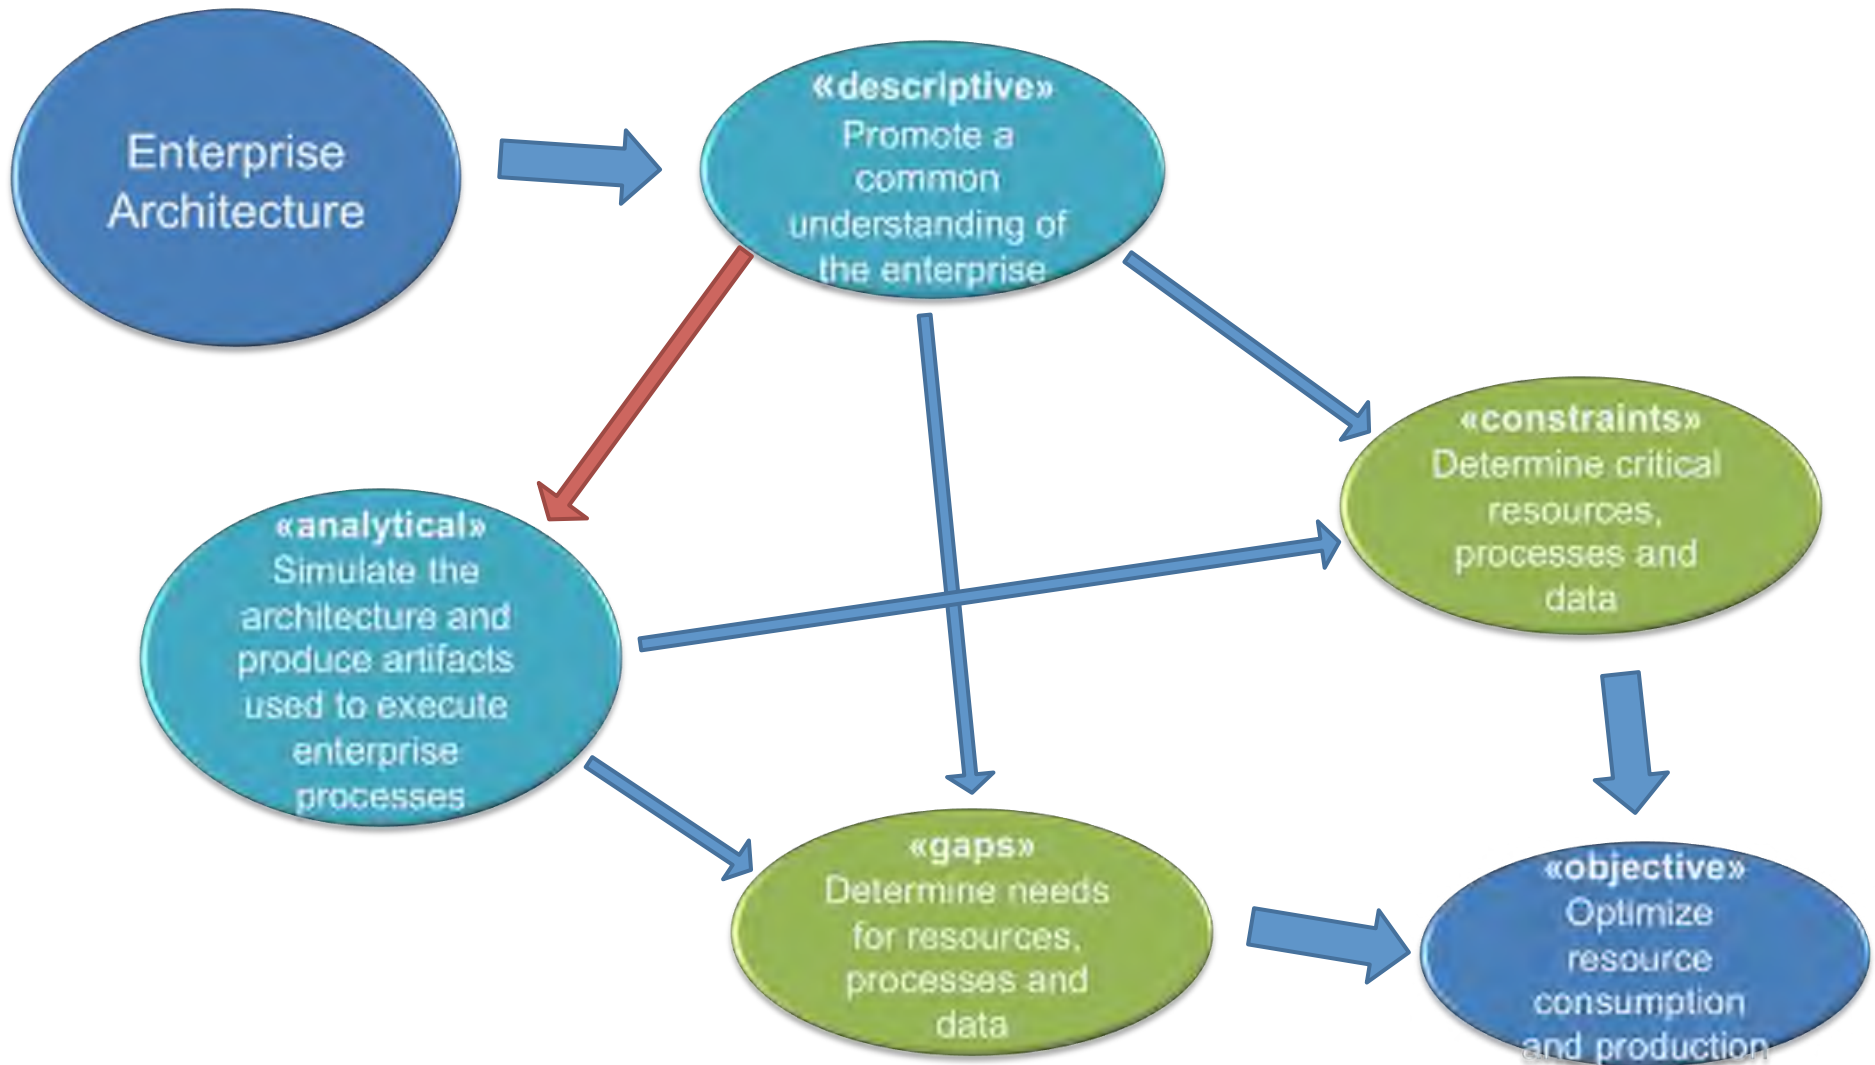 Enterprise
Architecture
«descriptive»
Promote a
common
understanding of
the enterprise
«constraints»
Determine critical
resources,
processes and
data
«analytical»
Simulate the
architecture and
produce artifacts
used to execute
enterprise
processes
«gaps»
Determine needs
for resources,
processes and
data
«objective»
Optimize
resource
consumption
and production